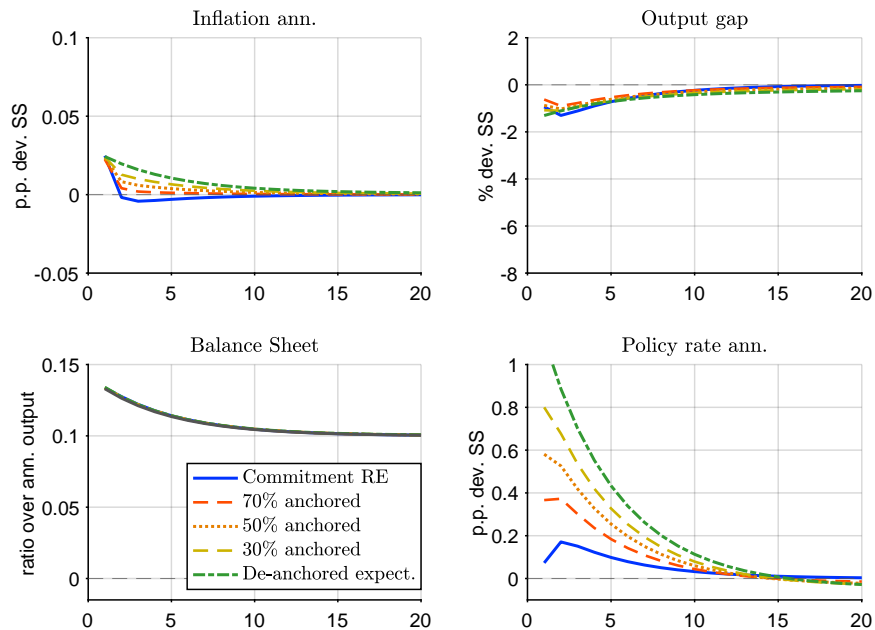 Inflation ann.
p.p. dev. SS
0.1
0.05
0
-0.05
0 5 10 15 20
Output gap
% dev. SS
2
0
-2
-4
-6
-8
0 5 10 15 20
Balance Sheet
ratio over ann. output
0.15
0.1
0.05
0
Commitment RE
70% anchored
50% anchored
30% anchored
De-anchored expect.
0 5 10 15 20
Policy rate ann.
p.p. dev. SS
1
0.8
0.6
0.4
0.2
0
0 5 10 15 20